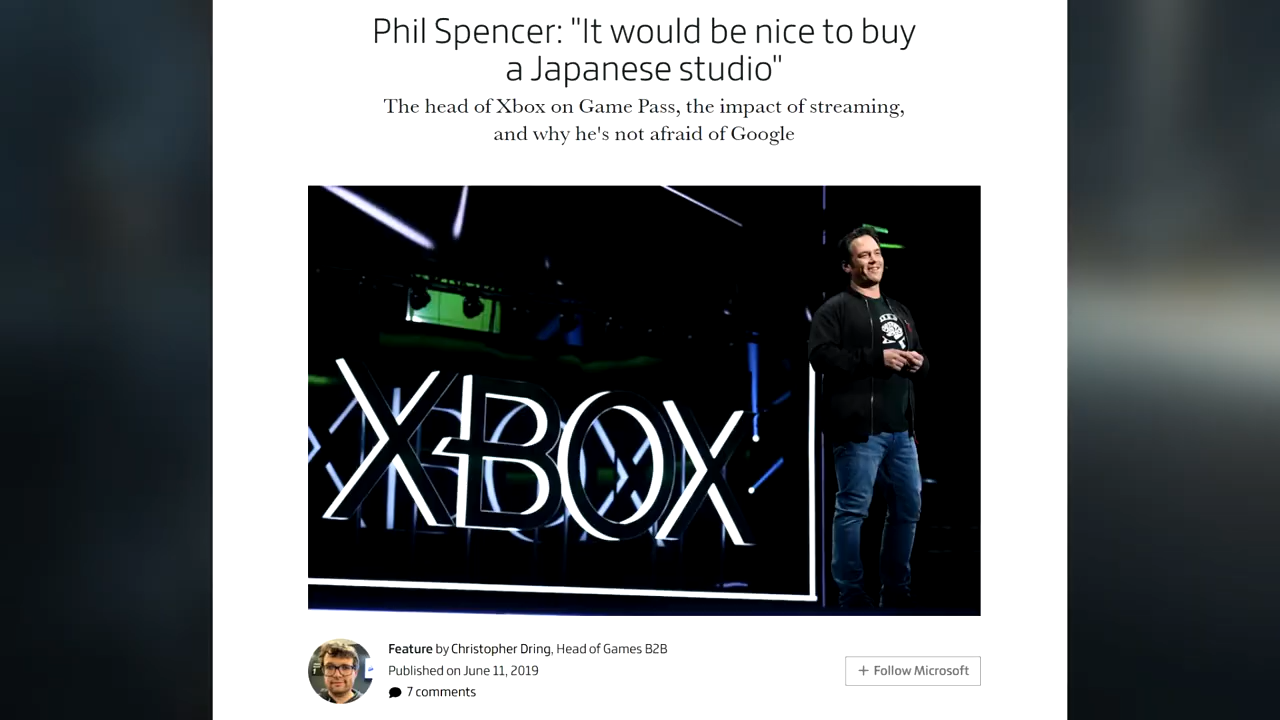 Phil Spencer: "It would be nice to buy
a Japanese studio"
The head of Xbox on Game Pass, the impact of streaming,
and why he's not afraid of Google
XBOX
Feature by Christopher Dring, Head of Games B2B
Published on June 11, 2019
7 comments
+ Follow Microsoft